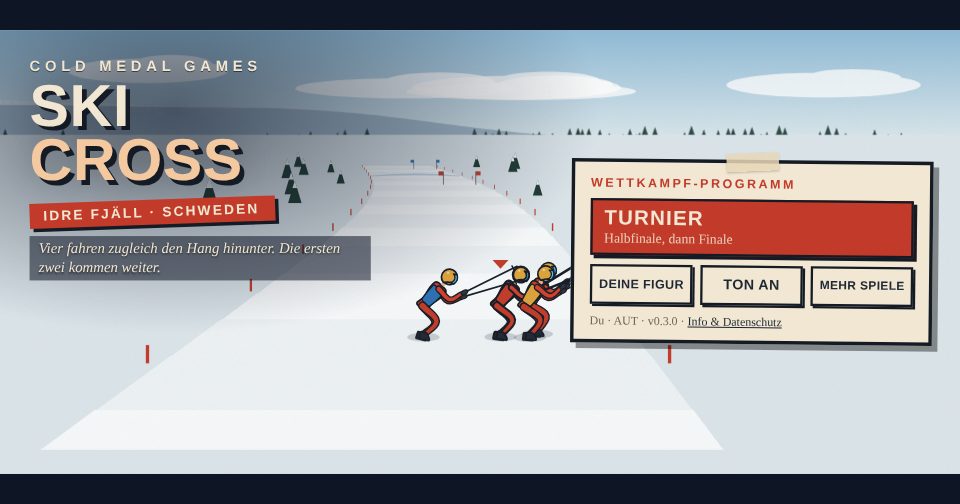 COLD MEDAL GAMES
SKI
CROSS
IDRE FJÄLL · SCHWEDEN
Vier fahren zugleich den Hang hinunter. Die ersten
zwei kommen weiter.
WETTKAMPF-PROGRAMM
TURNIER
Halbfinale, dann Finale
DEINE FIGUR
TON AN
MEHR SPIELE
Du · AUT · v0.3.0 · Info & Datenschutz